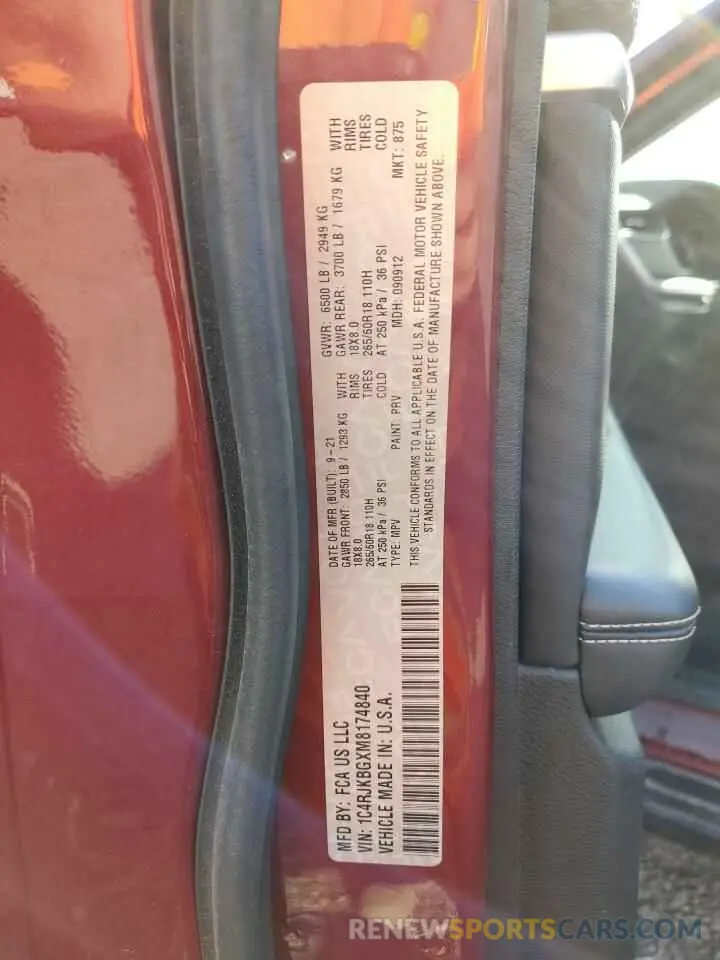 MFD BY: FCA US LLC
VIN: 1C4RJKBGXM8174840
VEHICLE MADE IN: U.S.A.
DATE OF MFR (BUILT): 9-21 GVWR: 6500 LB / 2949 KG
GAWR FRONT: 2850 LB / 1293 KG WITH GAWR REAR: 3700 LB / 1679 KG WITH
18X8.0 RIMS 18X8.0 RIMS
265/60R18 110H TIRES 265/60R18 110H TIRES
AT 250 kPa / 36 PSI COLD AT 250 kPa / 36 PSI COLD
TYPE: MPV PAINT: PRV MDH: 090912 MKT: 875
THIS VEHICLE CONFORMS TO ALL APPLICABLE U.S.A. FEDERAL MOTOR VEHICLE SAFETY
STANDARDS IN EFFECT ON THE DATE OF MANUFACTURE SHOWN ABOVE.
RENEWSPORTSCARS.COM